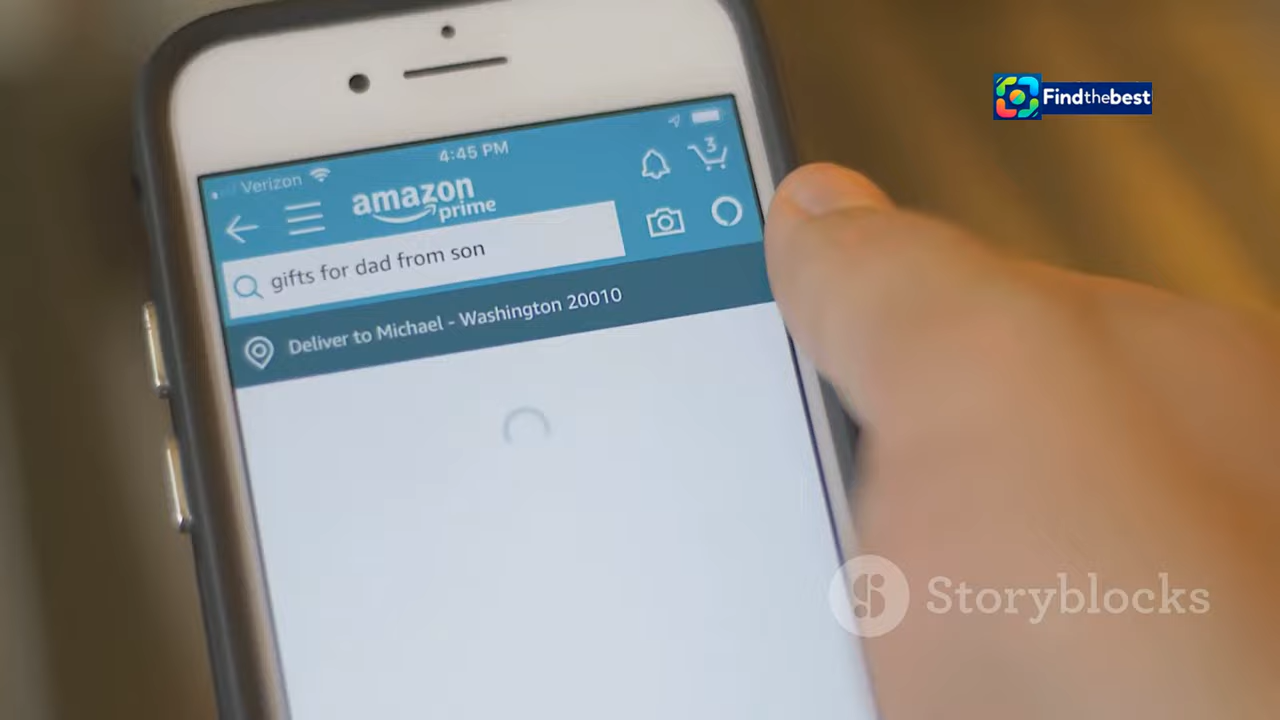 Findthebest
4:45 PM
Verizon
3
amazon
prime
gifts for dad from son
Deliver to Michael - Washington 20010
Storyblocks